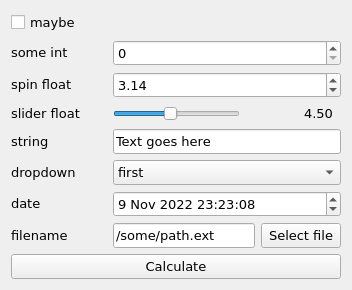 maybe
some int 0
spin float 3.14
slider float 4.50
string Text goes here
dropdown first
date 9 Nov 2022 23:23:08
filename /some/path.ext Select file
Calculate